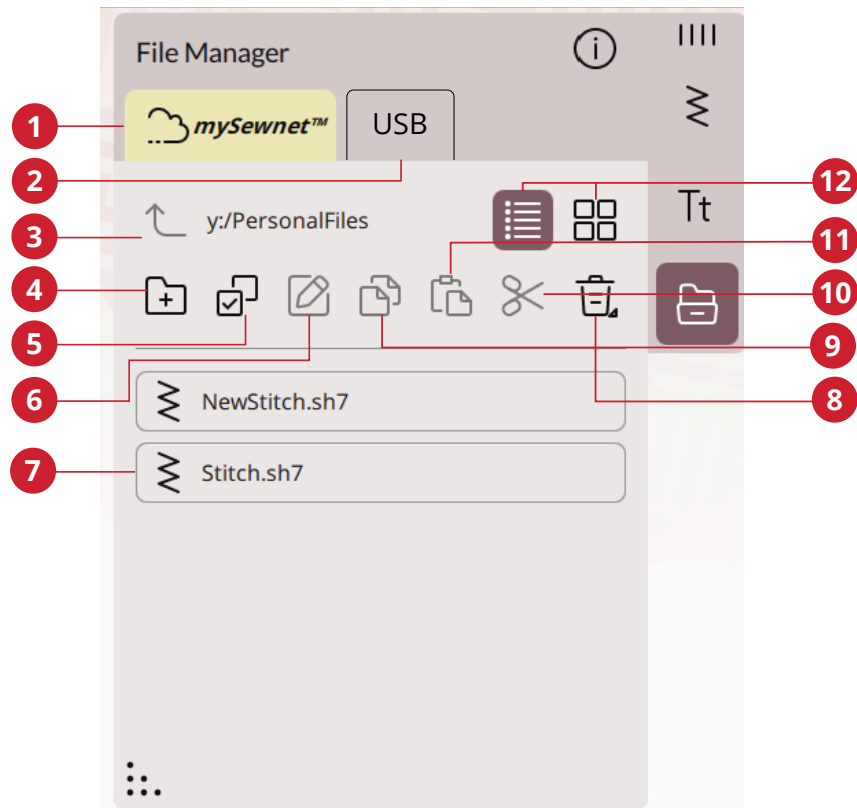 File Manager
1
mySewnet™
USB
2
12
3
y:/PersonalFiles
Tt
11
4
10
5
9
6
NewStitch.sh7
8
7
Stitch.sh7